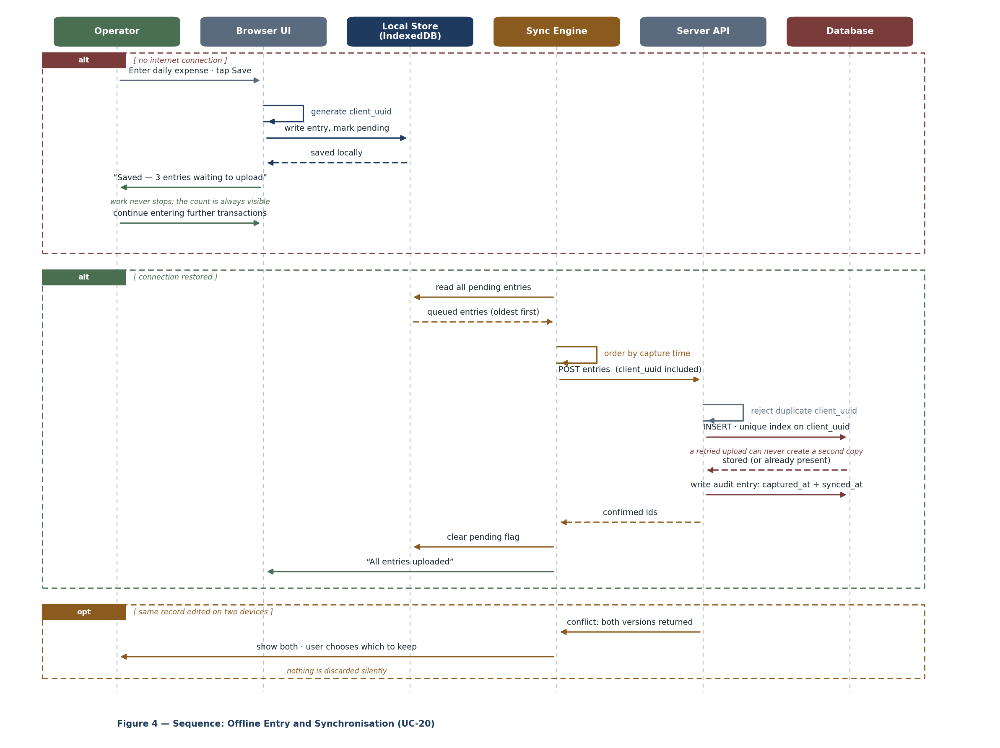 Operator
Browser UI
Local Store
(IndexedDB)
Sync Engine
Server API
Database
alt
[ no internet connection ]
Enter daily expense · tap Save
generate client_uuid
write entry, mark pending
saved locally
“Saved — 3 entries waiting to upload”
work never stops; the count is always visible
continue entering further transactions
alt
[ connection restored ]
read all pending entries
queued entries (oldest first)
order by capture time
POST entries  (client_uuid included)
reject duplicate client_uuid
INSERT · unique index on client_uuid
a retried upload can never create a second copy
stored (or already present)
write audit entry: captured_at + synced_at
confirmed ids
clear pending flag
“All entries uploaded”
opt
[ same record edited on two devices ]
conflict: both versions returned
show both · user chooses which to keep
nothing is discarded silently
Figure 4 — Sequence: Offline Entry and Synchronisation (UC-20)